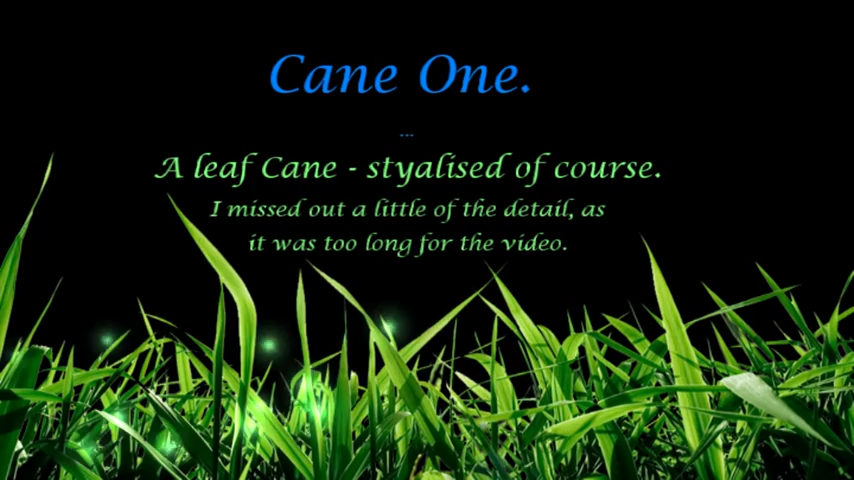 Cane One.
...
A leaf Cane - styalised of course.
I missed out a little of the detail, as
it was too long for the video.